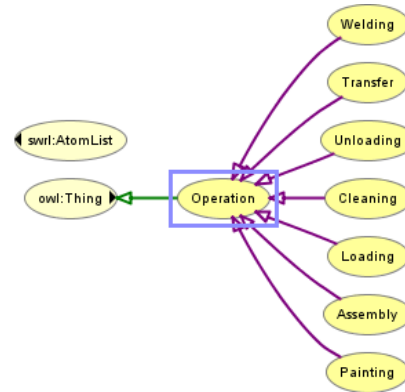 Welding
Transfer
swrl:AtomList
Unloading
owl:Thing
Operation
Cleaning
Loading
Assembly
Painting